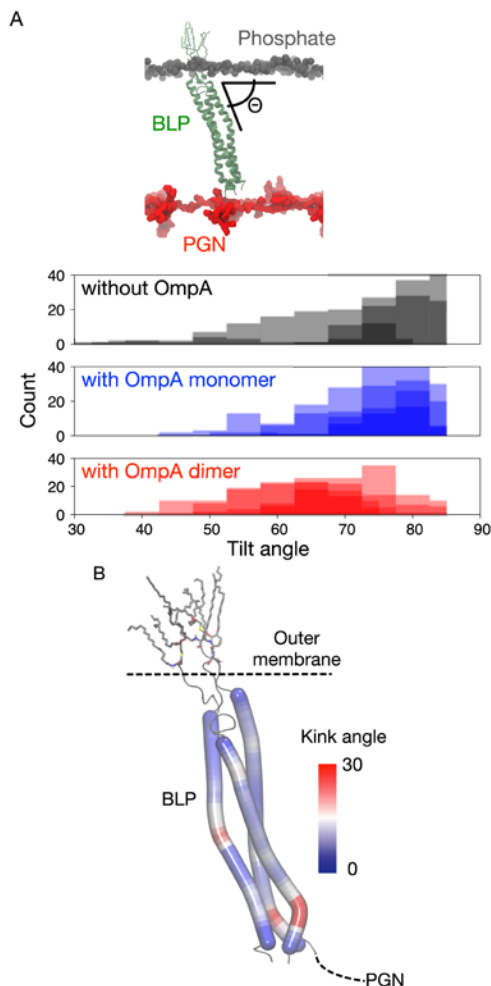 A
Phosphate
Θ
BLP
PGN
40
without OmpA
20
0
40
with OmpA monomer
20
0
Count
40
with OmpA dimer
20
0
30 40 50 60 70 80 90
Tilt angle
B
Outer
membrane
Kink angle
30
BLP
0
PGN